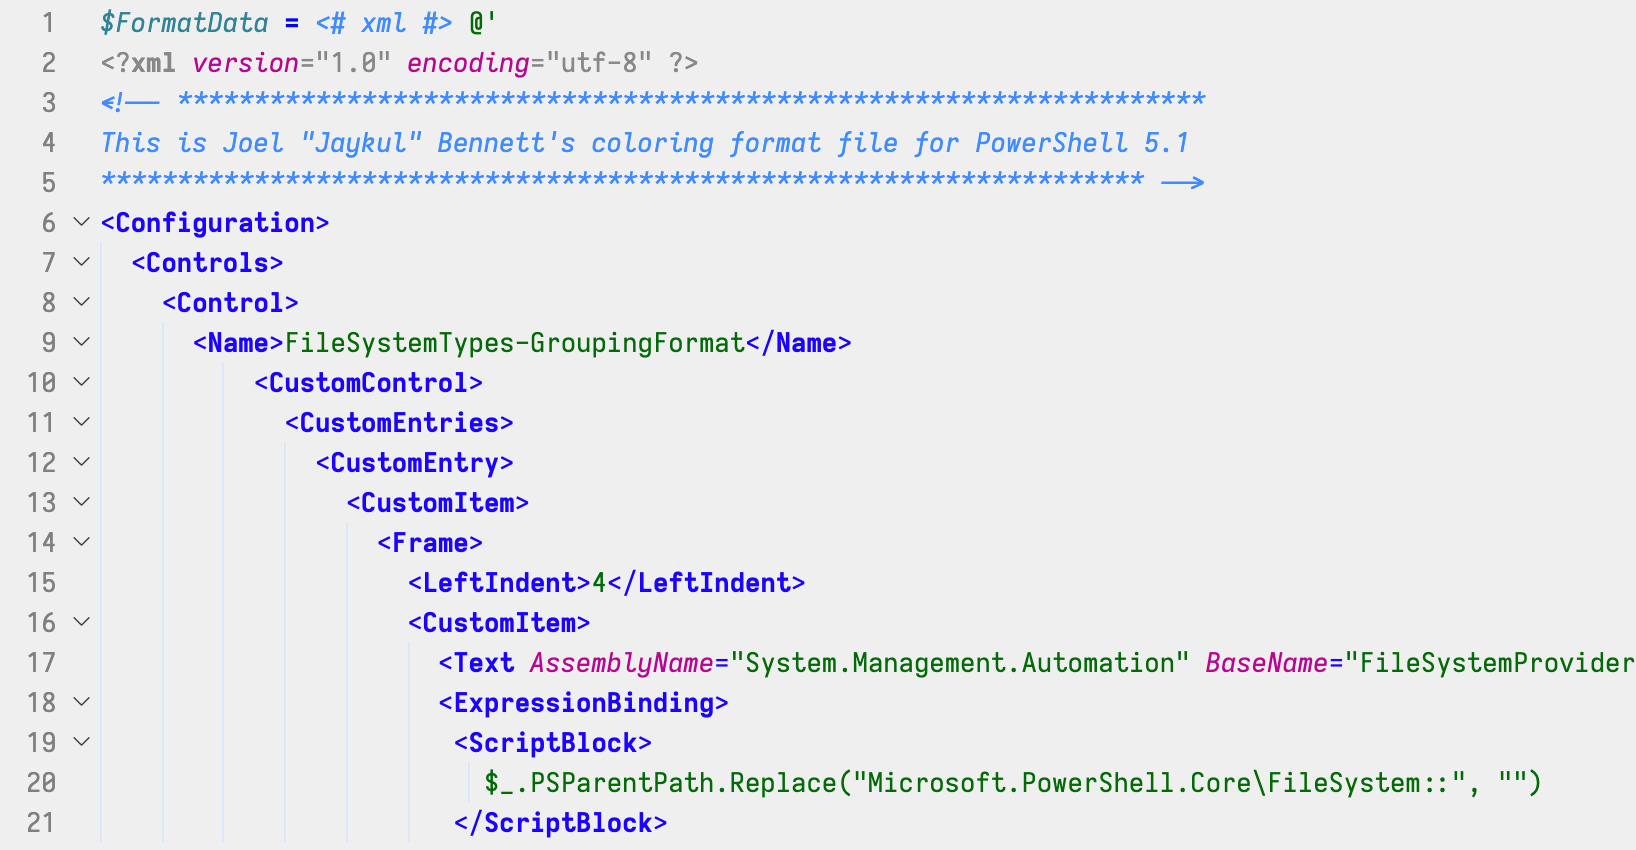 1 $FormatData = <# xml #> @'
2 <?xml version="1.0" encoding="utf-8" ?>
3 <!-- *******************************************************************
4 This is Joel "Jaykul" Bennett's coloring format file for PowerShell 5.1
5 ******************************************************************** -->
6 <Configuration>
7 <Controls>
8 <Control>
9 <Name>FileSystemTypes-GroupingFormat</Name>
10 <CustomControl>
11 <CustomEntries>
12 <CustomEntry>
13 <CustomItem>
14 <Frame>
15 <LeftIndent>4</LeftIndent>
16 <CustomItem>
17 <Text AssemblyName="System.Management.Automation" BaseName="FileSystemProvider
18 <ExpressionBinding>
19 <ScriptBlock>
20 $_.PSParentPath.Replace("Microsoft.PowerShell.Core\FileSystem::", "")
21 </ScriptBlock>